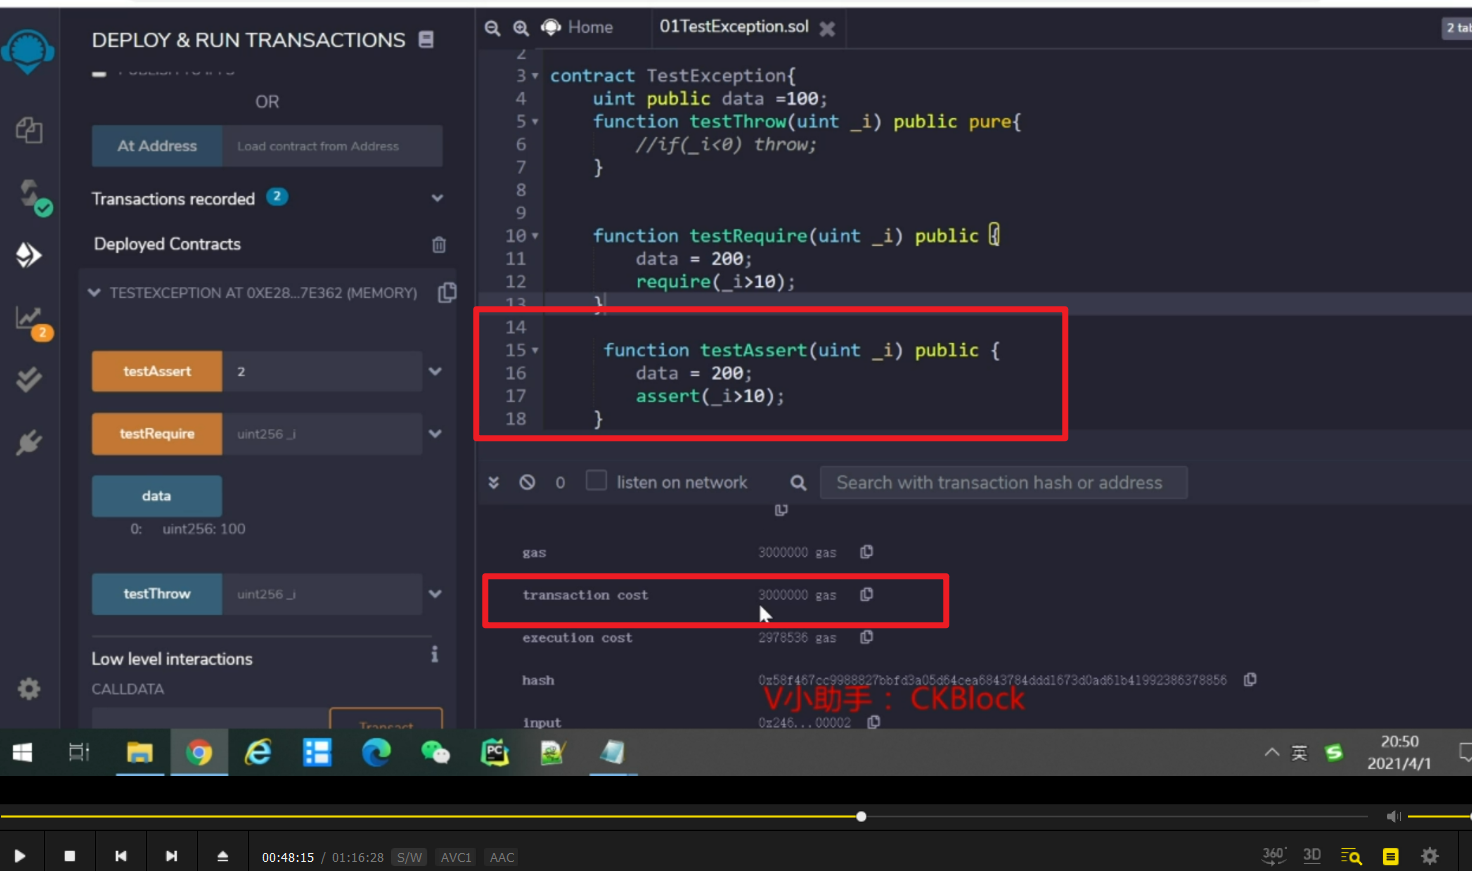 DEPLOY & RUN TRANSACTIONS
Home
01TestException.sol
2 tab
OR
At Address
Load contract from Address
Transactions recorded 2
Deployed Contracts
TESTEXCEPTION AT 0XE28...7E362 (MEMORY)
2
testAssert
2
testRequire
uint256 _i
data
0: uint256: 100
testThrow
uint256 _i
Low level interactions
i
CALLDATA
Transact
2
3 contract TestException{
4 uint public data =100;
5 function testThrow(uint _i) public pure{
6 //if(_i<0) throw;
7 }
8
9
10 function testRequire(uint _i) public {
11 data = 200;
12 require(_i>10);
13 }
14
15 function testAssert(uint _i) public {
16 data = 200;
17 assert(_i>10);
18 }
0
listen on network
Search with transaction hash or address
gas 3000000 gas
transaction cost 3000000 gas
execution cost 2978536 gas
hash 0x58f467cc9988827bbfd3a05d64cea6843784ddd1673d0ad61b41992386378856
V小助手：CKBlock
input 0x246...00002
PC
英
S
20:50
2021/4/1
00:48:15 / 01:16:28 S/W AVC1 AAC
360°
3D